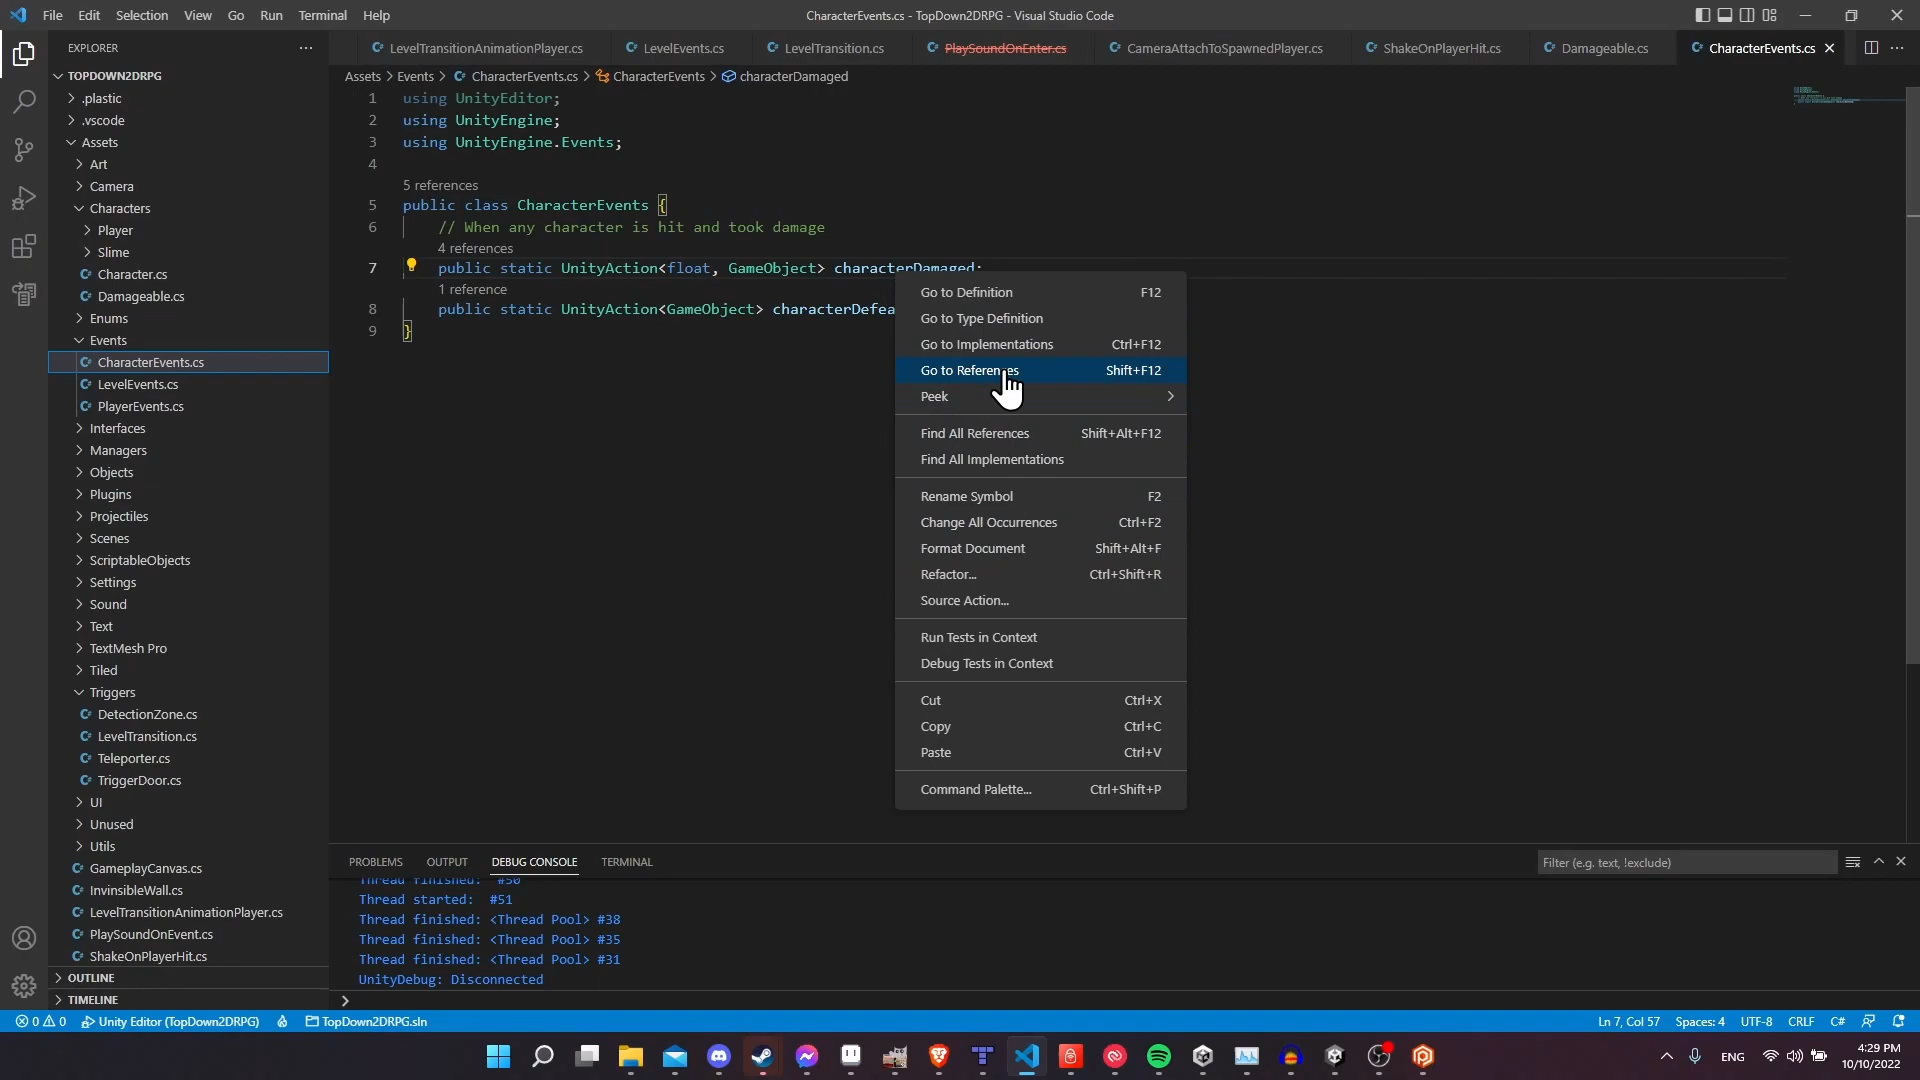 File Edit Selection View Go Run Terminal Help
CharacterEvents.cs - TopDown2DRPG - Visual Studio Code
EXPLORER
LevelTransitionAnimationPlayer.cs LevelEvents.cs LevelTransition.cs PlaySoundOnEnter.cs CameraAttachToSpawnedPlayer.cs ShakeOnPlayerHit.cs Damageable.cs CharacterEvents.cs
Assets > Events > CharacterEvents.cs > CharacterEvents > characterDamaged
TOPDOWN2DRPG
.plastic
.vscode
Assets
Art
Camera
Characters
Player
Slime
Character.cs
Damageable.cs
Enums
Events
CharacterEvents.cs
LevelEvents.cs
PlayerEvents.cs
Interfaces
Managers
Objects
Plugins
Projectiles
Scenes
ScriptableObjects
Settings
Sound
Text
TextMesh Pro
Tiled
Triggers
DetectionZone.cs
LevelTransition.cs
Teleporter.cs
TriggerDoor.cs
UI
Unused
Utils
GameplayCanvas.cs
InvinsibleWall.cs
LevelTransitionAnimationPlayer.cs
PlaySoundOnEvent.cs
ShakeOnPlayerHit.cs
OUTLINE
TIMELINE
1 using UnityEditor;
2 using UnityEngine;
3 using UnityEngine.Events;
4
5 references
5 public class CharacterEvents {
6 // When any character is hit and took damage
4 references
7 public static UnityAction<float, GameObject> characterDamaged;
1 reference
8 public static UnityAction<GameObject> characterDefea
9 }
Go to Definition F12
Go to Type Definition
Go to Implementations Ctrl+F12
Go to References Shift+F12
Peek
Find All References Shift+Alt+F12
Find All Implementations
Rename Symbol F2
Change All Occurrences Ctrl+F2
Format Document Shift+Alt+F
Refactor... Ctrl+Shift+R
Source Action...
Run Tests in Context
Debug Tests in Context
Cut Ctrl+X
Copy Ctrl+C
Paste Ctrl+V
Command Palette... Ctrl+Shift+P
PROBLEMS OUTPUT DEBUG CONSOLE TERMINAL
Filter (e.g. text, !exclude)
Thread finished: #50
Thread started: #51
Thread finished: <Thread Pool> #38
Thread finished: <Thread Pool> #35
Thread finished: <Thread Pool> #31
UnityDebug: Disconnected
0 0 Unity Editor (TopDown2DRPG) TopDown2DRPG.sln
Ln 7, Col 57 Spaces: 4 UTF-8 CRLF C#
ENG
4:29 PM
10/10/2022